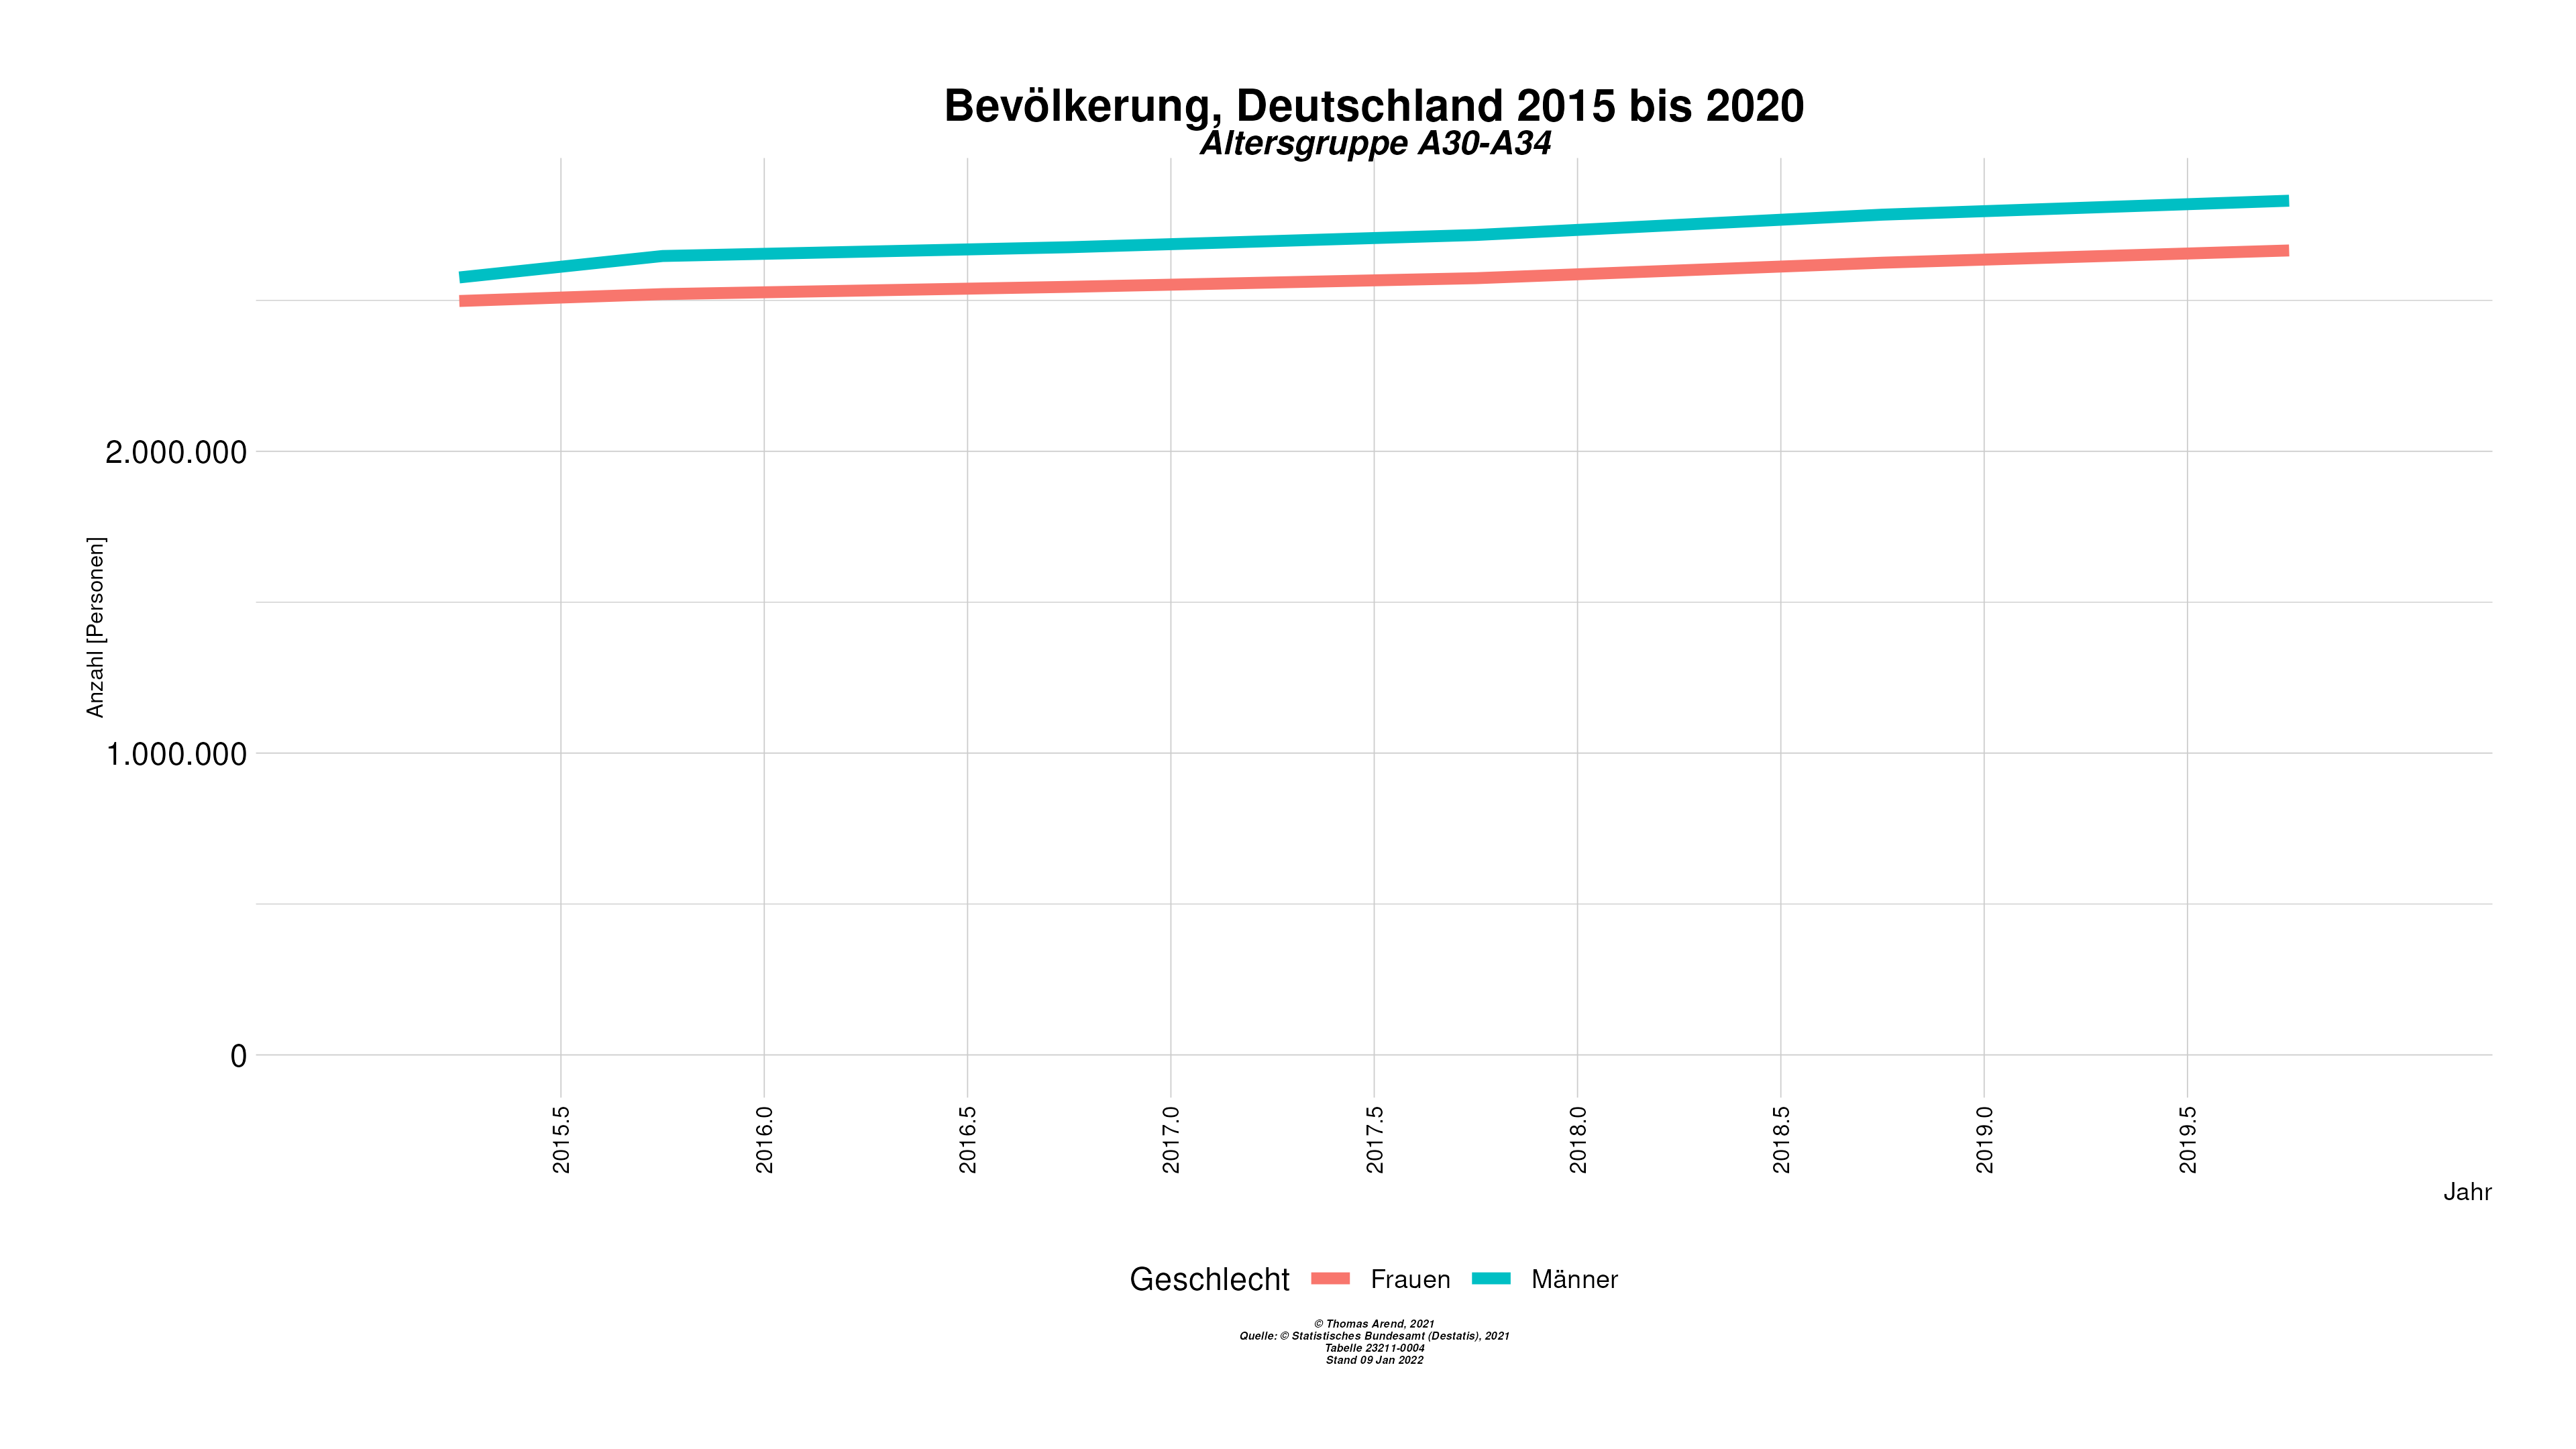 Bevölkerung, Deutschland 2015 bis 2020
Altersgruppe A30-A34
Anzahl [Personen]
2.000.000
1.000.000
0
2015.5
2016.0
2016.5
2017.0
2017.5
2018.0
2018.5
2019.0
2019.5
Jahr
Geschlecht Frauen Männer
© Thomas Arend, 2021
Quelle: © Statistisches Bundesamt (Destatis), 2021
Tabelle 23211-0004
Stand 09 Jan 2022